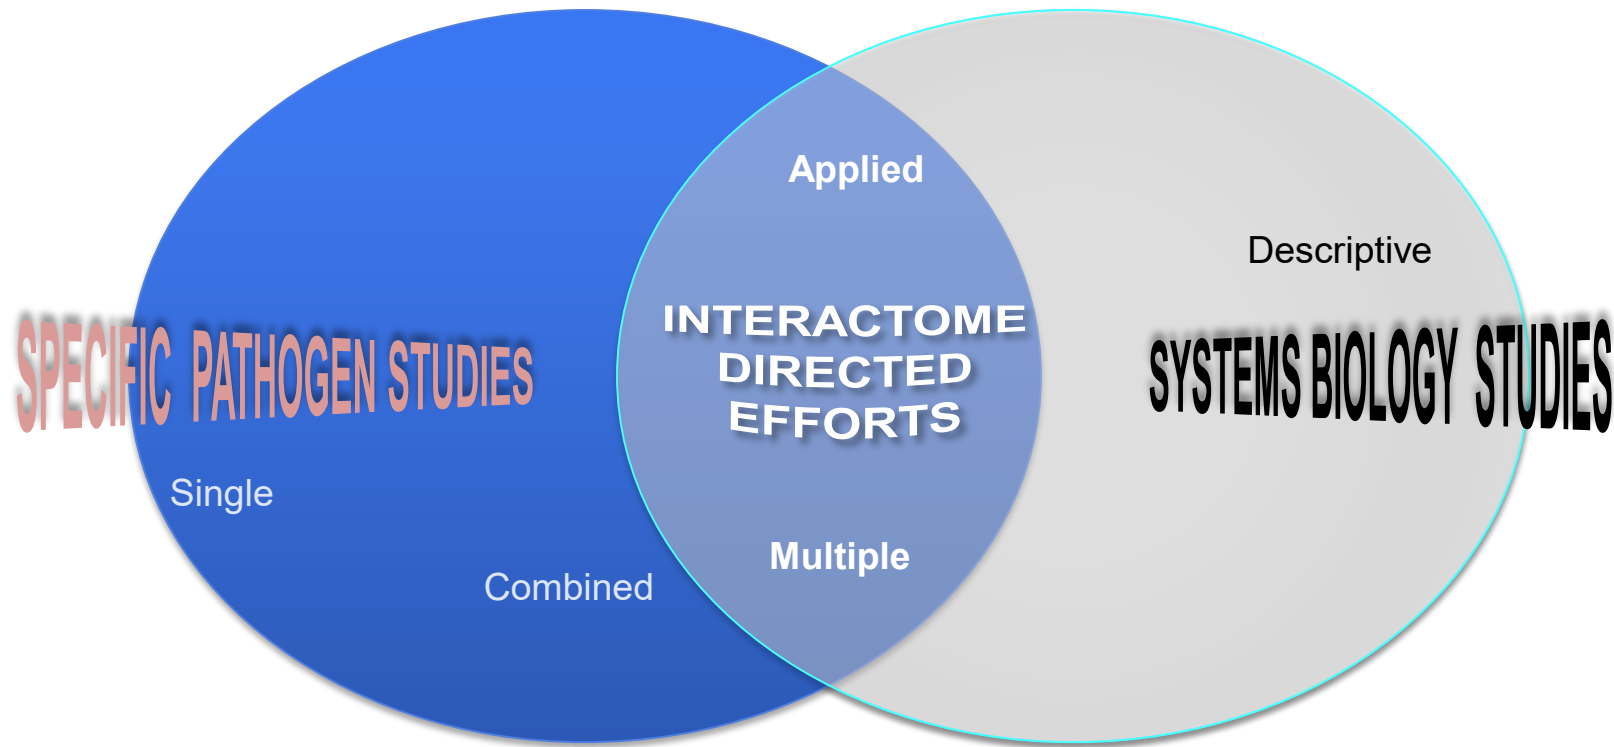 Applied
Descriptive
INTERACTOME
DIRECTED
EFFORTS
SPECIFIC PATHOGEN STUDIES
SYSTEMS BIOLOGY STUDIES
Single
Multiple
Combined